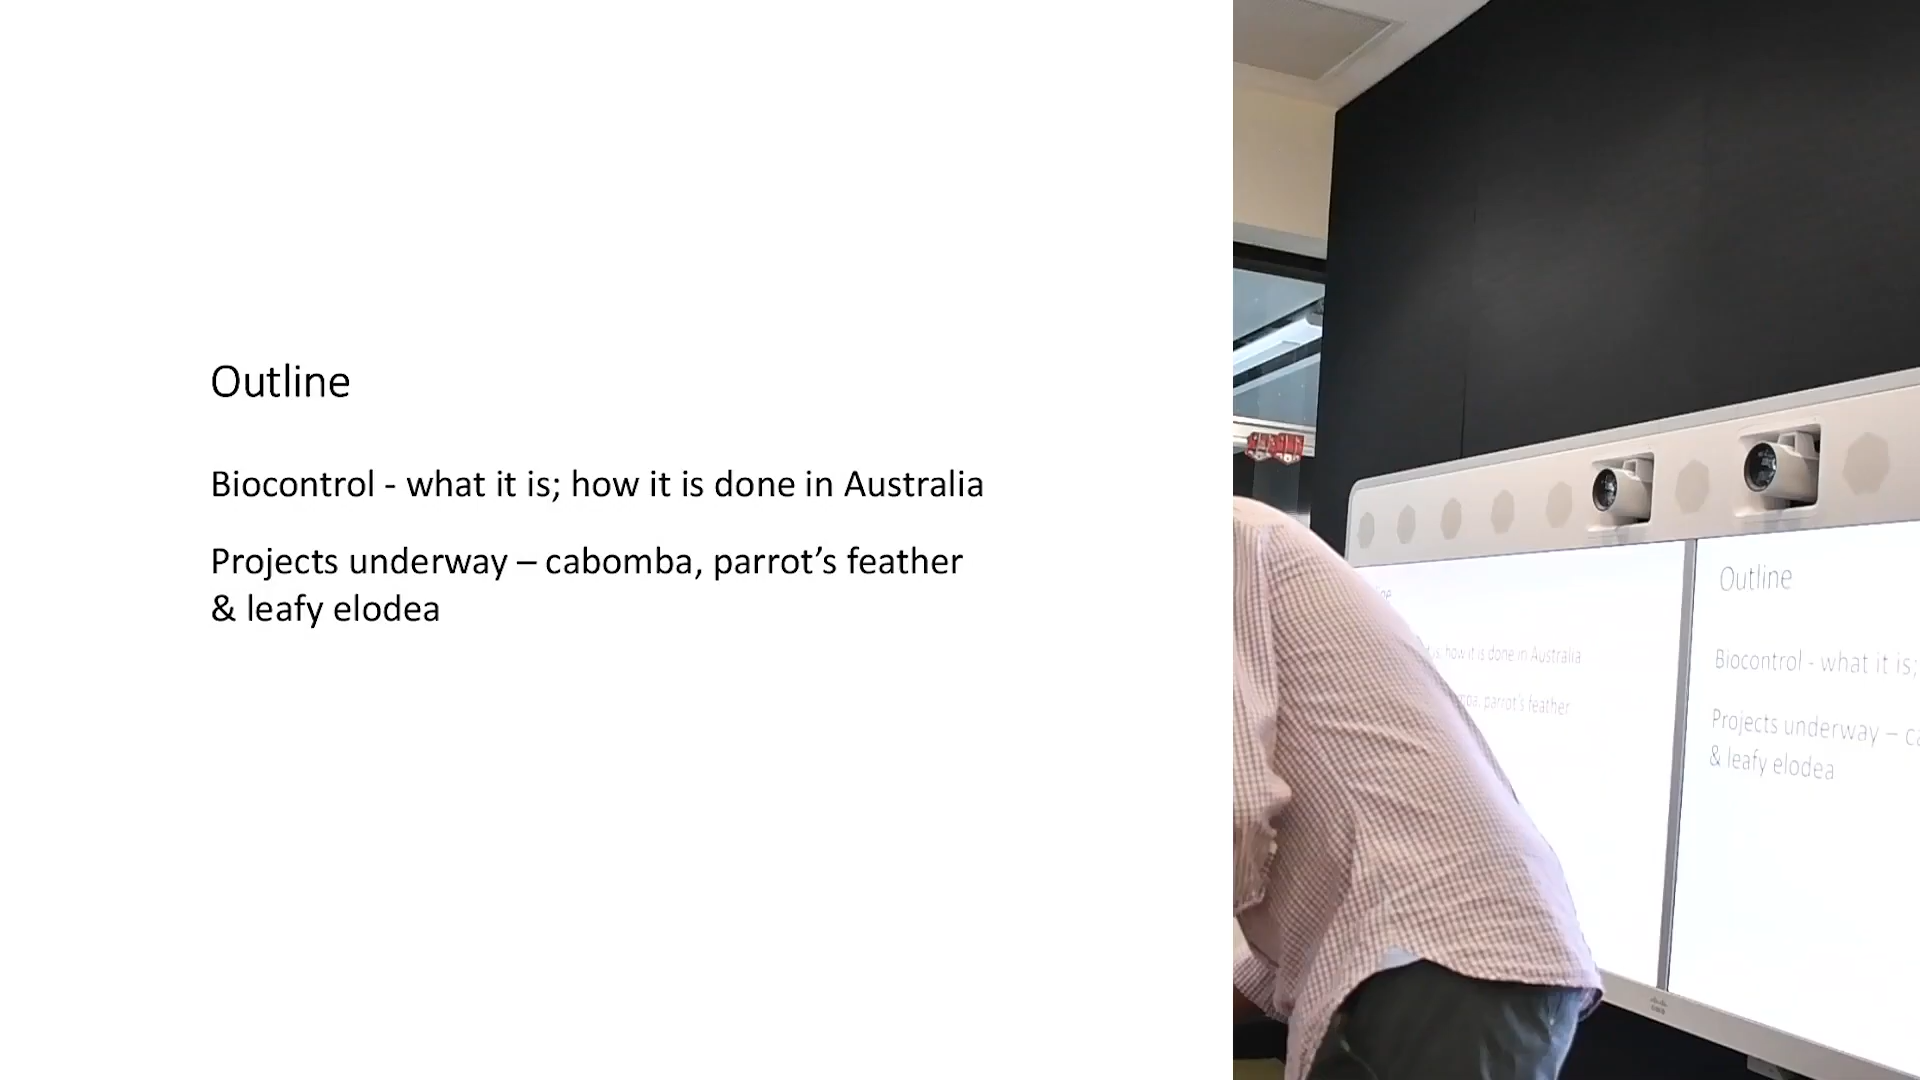 Outline
Biocontrol - what it is; how it is done in Australia
Projects underway – cabomba, parrot’s feather
& leafy elodea
is; how it is done in Australia
parrot's feather
Outline
Biocontrol - what it is;
Projects underway –
& leafy elodea